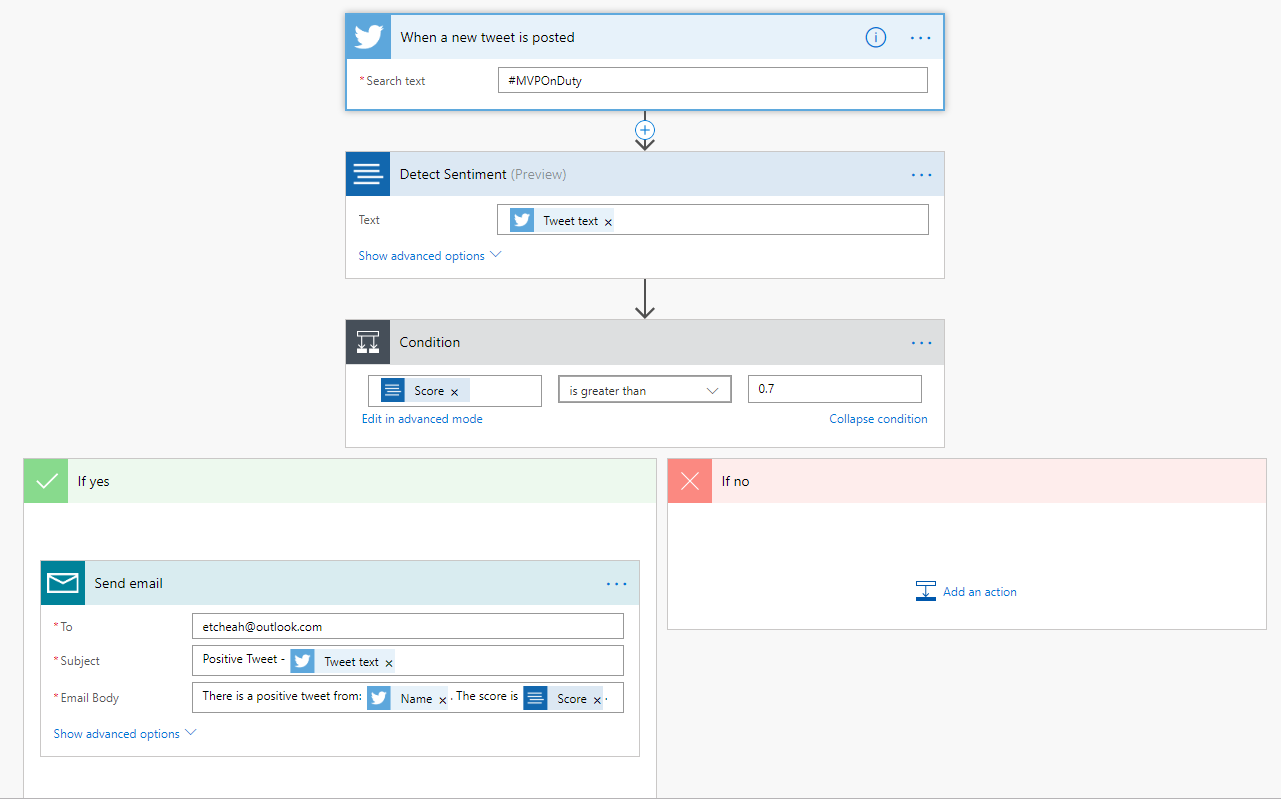 When a new tweet is posted
* Search text #MVPOnDuty
Detect Sentiment (Preview)
Text Tweet text ×
Show advanced options
Condition
Score × is greater than 0.7
Edit in advanced mode Collapse condition
If yes
If no
Send email
* To etcheah@outlook.com
* Subject Positive Tweet - Tweet text ×
* Email Body There is a positive tweet from: Name × . The score is Score × .
Show advanced options
Add an action